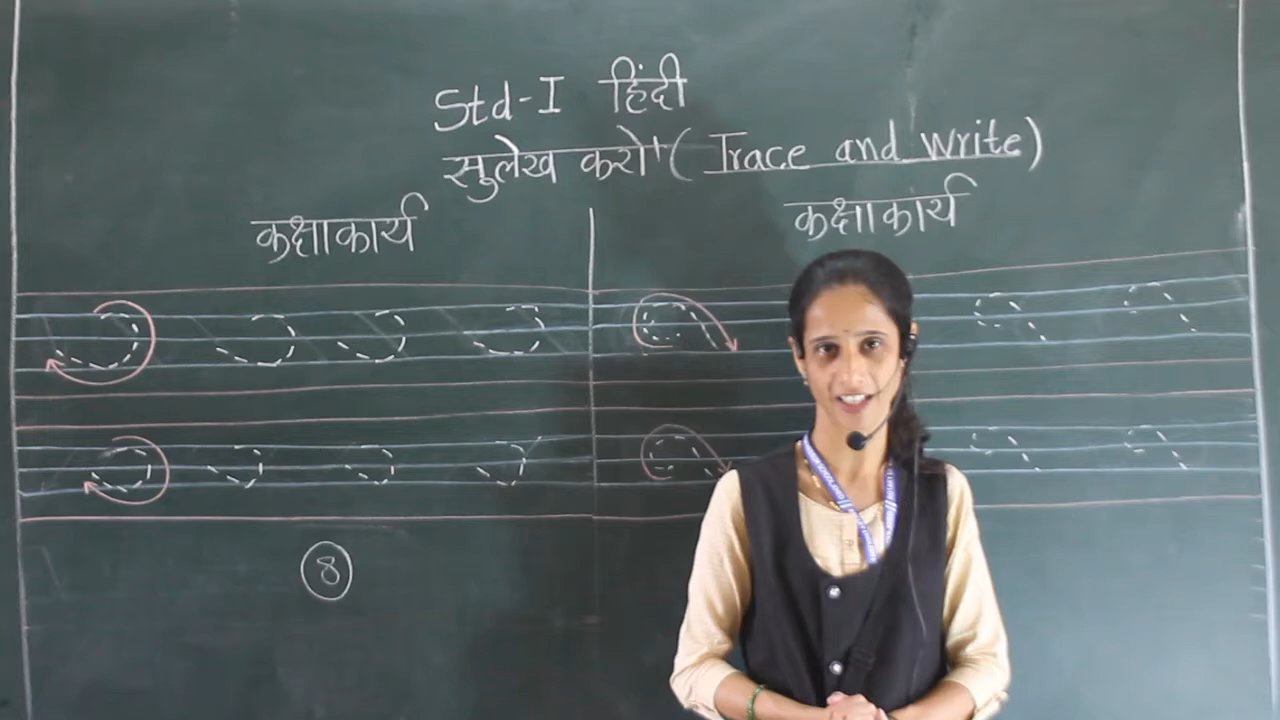 Std-I हिंदी
सुलेख करो (Trace and write)
कक्षाकार्य
कक्षाकार्य
8